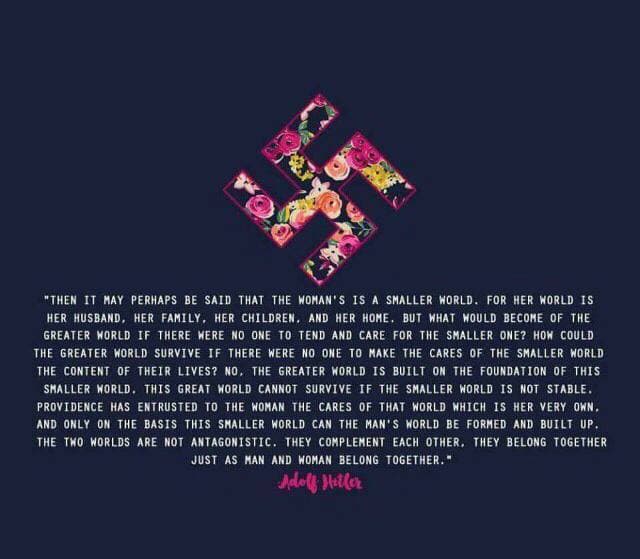 "THEN IT MAY PERHAPS BE SAID THAT THE WOMAN'S IS A SMALLER WORLD. FOR HER WORLD IS
HER HUSBAND, HER FAMILY, HER CHILDREN, AND HER HOME. BUT WHAT WOULD BECOME OF THE
GREATER WORLD IF THERE WERE NO ONE TO TEND AND CARE FOR THE SMALLER ONE? HOW COULD
THE GREATER WORLD SURVIVE IF THERE WERE NO ONE TO MAKE THE CARES OF THE SMALLER WORLD
THE CONTENT OF THEIR LIVES? NO, THE GREATER WORLD IS BUILT ON THE FOUNDATION OF THIS
SMALLER WORLD. THIS GREAT WORLD CANNOT SURVIVE IF THE SMALLER WORLD IS NOT STABLE.
PROVIDENCE HAS ENTRUSTED TO THE WOMAN THE CARES OF THAT WORLD WHICH IS HER VERY OWN,
AND ONLY ON THE BASIS THIS SMALLER WORLD CAN THE MAN'S WORLD BE FORMED AND BUILT UP.
THE TWO WORLDS ARE NOT ANTAGONISTIC. THEY COMPLEMENT EACH OTHER, THEY BELONG TOGETHER
JUST AS MAN AND WOMAN BELONG TOGETHER."
Adolf Hitler